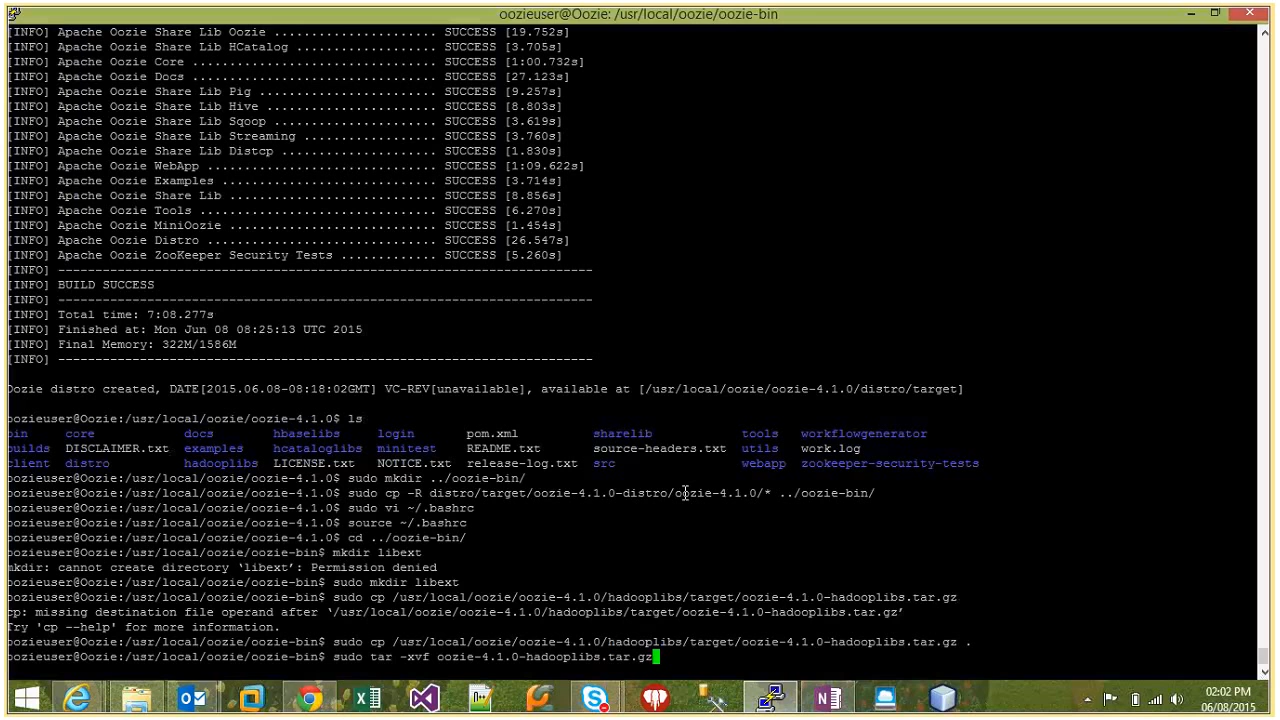 oozieuser@Oozie: /usr/local/oozie/oozie-bin
[INFO] Apache Oozie Share Lib Oozie ...................... SUCCESS [19.752s]
[INFO] Apache Oozie Share Lib HCatalog ................... SUCCESS [3.705s]
[INFO] Apache Oozie Core ................................. SUCCESS [1:00.732s]
[INFO] Apache Oozie Docs ................................. SUCCESS [27.123s]
[INFO] Apache Oozie Share Lib Pig ........................ SUCCESS [9.257s]
[INFO] Apache Oozie Share Lib Hive ....................... SUCCESS [8.803s]
[INFO] Apache Oozie Share Lib Sqoop ...................... SUCCESS [3.619s]
[INFO] Apache Oozie Share Lib Streaming .................. SUCCESS [3.760s]
[INFO] Apache Oozie Share Lib Distcp ..................... SUCCESS [1.830s]
[INFO] Apache Oozie WebApp ............................... SUCCESS [1:09.622s]
[INFO] Apache Oozie Examples ............................. SUCCESS [3.714s]
[INFO] Apache Oozie Share Lib ............................ SUCCESS [8.856s]
[INFO] Apache Oozie Tools ................................ SUCCESS [6.270s]
[INFO] Apache Oozie MiniOozie ............................ SUCCESS [1.454s]
[INFO] Apache Oozie Distro ............................... SUCCESS [26.547s]
[INFO] Apache Oozie ZooKeeper Security Tests ............. SUCCESS [5.260s]
[INFO] ------------------------------------------------------------------------
[INFO] BUILD SUCCESS
[INFO] ------------------------------------------------------------------------
[INFO] Total time: 7:08.277s
[INFO] Finished at: Mon Jun 08 08:25:13 UTC 2015
[INFO] Final Memory: 322M/1586M
[INFO] ------------------------------------------------------------------------
Oozie distro created, DATE[2015.06.08-08:18:02GMT] VC-REV[unavailable], available at [/usr/local/oozie/oozie-4.1.0/distro/target]
oozieuser@Oozie:/usr/local/oozie/oozie-4.1.0$ ls
bin core docs hbaselibs login pom.xml sharelib tools workflowgenerator
builds DISCLAIMER.txt examples hcataloglibs minitest README.txt source-headers.txt utils work.log
client distro hadooplibs LICENSE.txt NOTICE.txt release-log.txt src webapp zookeeper-security-tests
oozieuser@Oozie:/usr/local/oozie/oozie-4.1.0$ sudo mkdir ../oozie-bin/
oozieuser@Oozie:/usr/local/oozie/oozie-4.1.0$ sudo cp -R distro/target/oozie-4.1.0-distro/oozie-4.1.0/* ../oozie-bin/
oozieuser@Oozie:/usr/local/oozie/oozie-4.1.0$ sudo vi ~/.bashrc
oozieuser@Oozie:/usr/local/oozie/oozie-4.1.0$ source ~/.bashrc
oozieuser@Oozie:/usr/local/oozie/oozie-4.1.0$ cd ../oozie-bin/
oozieuser@Oozie:/usr/local/oozie/oozie-bin$ mkdir libext
mkdir: cannot create directory ‘libext’: Permission denied
oozieuser@Oozie:/usr/local/oozie/oozie-bin$ sudo mkdir libext
oozieuser@Oozie:/usr/local/oozie/oozie-bin$ sudo cp /usr/local/oozie/oozie-4.1.0/hadooplibs/target/oozie-4.1.0-hadooplibs.tar.gz
cp: missing destination file operand after ‘/usr/local/oozie/oozie-4.1.0/hadooplibs/target/oozie-4.1.0-hadooplibs.tar.gz’
Try 'cp --help' for more information.
oozieuser@Oozie:/usr/local/oozie/oozie-bin$ sudo cp /usr/local/oozie/oozie-4.1.0/hadooplibs/target/oozie-4.1.0-hadooplibs.tar.gz .
oozieuser@Oozie:/usr/local/oozie/oozie-bin$ sudo tar -xvf oozie-4.1.0-hadooplibs.tar.gz
02:02 PM
06/08/2015